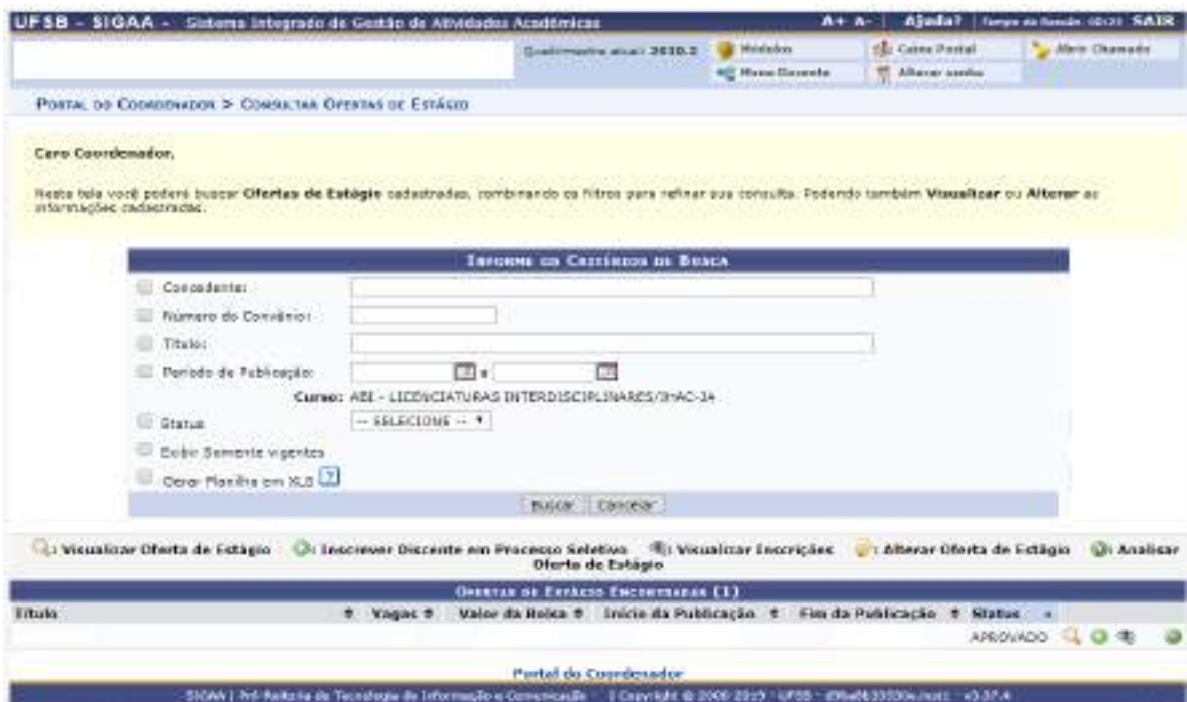 UFSB - SIGAA - Sistema Integrado de Gestão de Atividades Acadêmicas A+ A- Ajuda? Tempo de Sessão: SAIR
Quadrimestre atual: Módulos Caixa Postal Abrir Chamado
Menu Docente Alterar senha
PORTAL DO COORDENADOR > CONSULTAR OFERTAS DE ESTÁGIO
Caro Coordenador,
Nesta tela você poderá buscar Ofertas de Estágio cadastradas, combinando os filtros para refinar sua consulta. Podendo também Visualizar ou Alterar as
informações cadastradas.
INFORME OS CRITÉRIOS DE BUSCA
Concedente:
Número do Convênio:
Título:
Período de Publicação: a
Curso: ABI - LICENCIATURAS INTERDISCIPLINARES/IHAC-JA
Status -- SELECIONE --
Exibir Somente vigentes
Gerar Planilha em XLS ?
Buscar Cancelar
: Visualizar Oferta de Estágio : Inscrever Discente em Processo Seletivo : Visualizar Inscrições : Alterar Oferta de Estágio : Analisar
Oferta de Estágio
OFERTAS DE ESTÁGIO ENCONTRADAS (1)
Título Vagas Valor da Bolsa Início da Publicação Fim da Publicação Status
APROVADO
Portal do Coordenador
SIGAA | Pró-Reitoria de Tecnologia de Informação e Comunicação - | Copyright © 2006-2019 - UFSB -